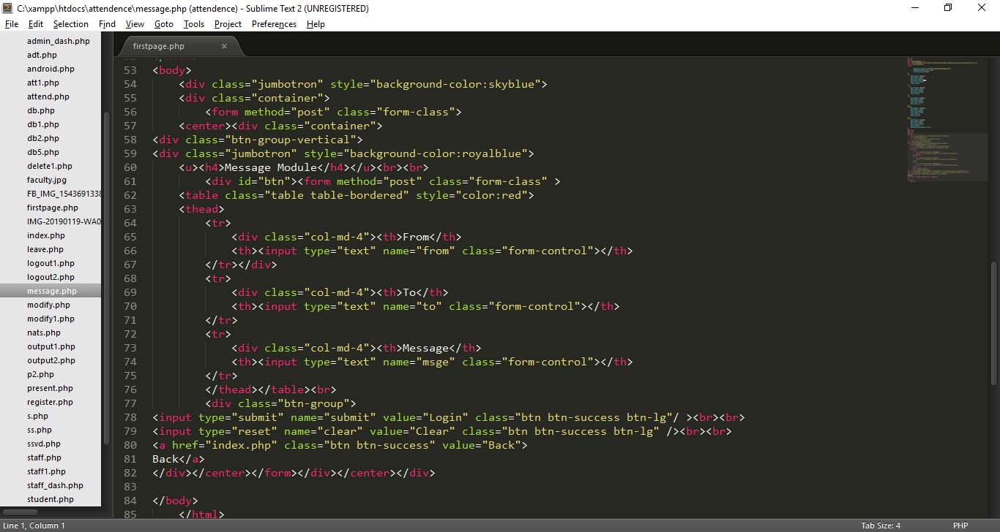 C:\xampp\htdocs\attendence\message.php (attendence) - Sublime Text 2 (UNREGISTERED)
File Edit Selection Find View Goto Tools Project Preferences Help
admin_dash.php
adt.php
android.php
att1.php
attend.php
db.php
db1.php
db2.php
db5.php
delete1.php
faculty.jpg
FB_IMG_1543691338
firstpage.php
IMG-20190119-WA0
index.php
leave.php
logout1.php
logout2.php
message.php
modify.php
modify1.php
nats.php
output1.php
output2.php
p2.php
present.php
register.php
s.php
ss.php
ssvd.php
staff.php
staff1.php
staff_dash.php
student.php
firstpage.php ×
53 <body>
54     <div class="jumbotron" style="background-color:skyblue">
55     <div class="container">
56         <form method="post" class="form-class">
57     <center><div class="container">
58 <div class="btn-group-vertical">
59 <div class="jumbotron" style="background-color:royalblue">
60     <u><h4>Message Module</h4></u><br><br>
61         <div id="btn"><form method="post" class="form-class" >
62     <table class="table table-bordered" style="color:red">
63     <thead>
64         <tr>
65             <div class="col-md-4"><th>From</th>
66             <th><input type="text" name="from" class="form-control"></th>
67         </tr></div>
68         <tr>
69             <div class="col-md-4"><th>To</th>
70             <th><input type="text" name="to" class="form-control"></th>
71         </tr>
72         <tr>
73             <div class="col-md-4"><th>Message</th>
74             <th><input type="text" name="msge" class="form-control"></th>
75         </tr>
76         </thead></table><br>
77         <div class="btn-group">
78 <input type="submit" name="submit" value="Login" class="btn btn-success btn-lg"/ ><br><br>
79 <input type="reset" name="clear" value="Clear" class="btn btn-success btn-lg" /><br><br>
80 <a href="index.php" class="btn btn-success" value="Back">
81 Back</a>
82 </div></center></form></div></center></div>
83
84 </body>
85     </html>
Line 1, Column 1 Tab Size: 4 PHP